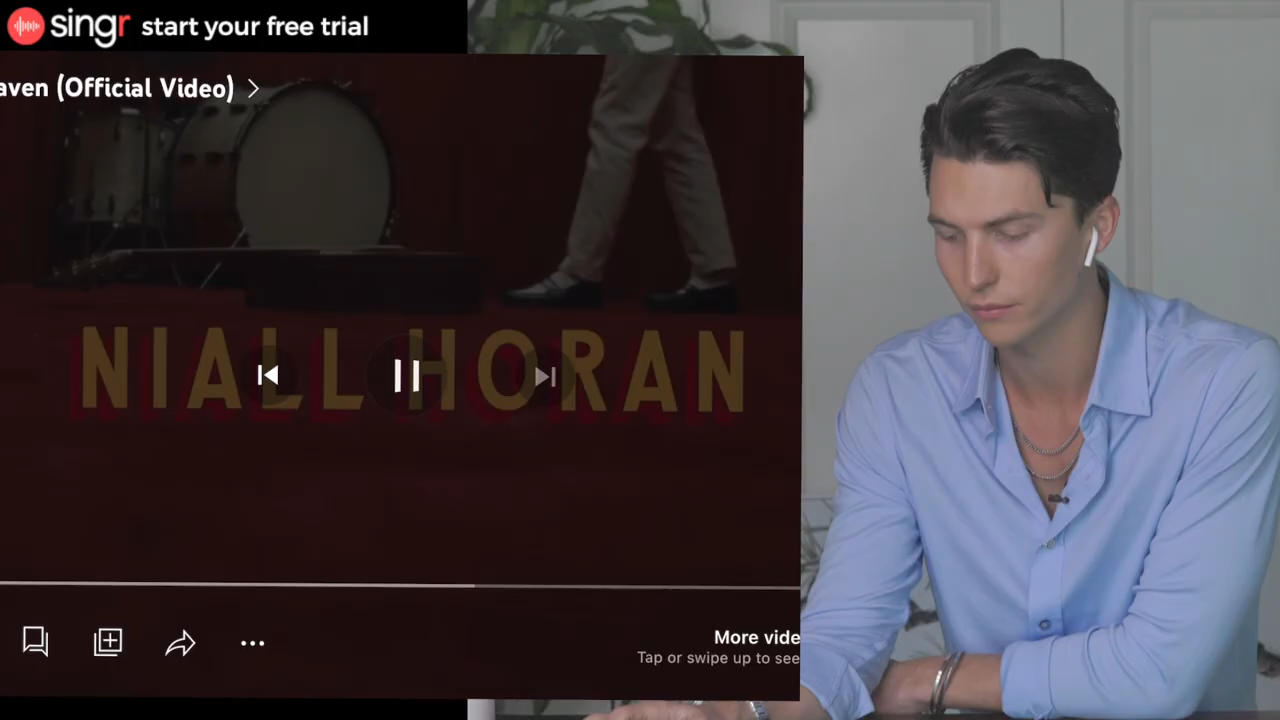 singr start your free trial
aven (Official Video)
NIALL HORAN
More vide
Tap or swipe up to see